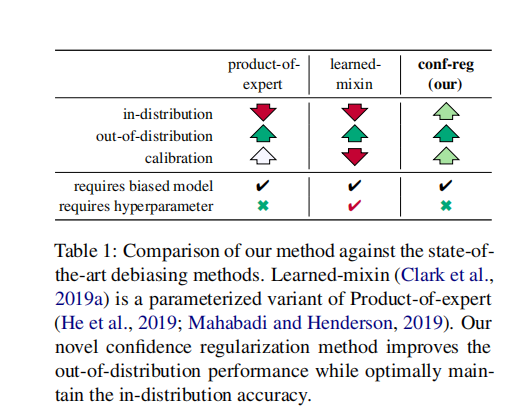 product-of- learned- conf-reg
expert mixin (our)
in-distribution
out-of-distribution
calibration
requires biased model ✔ ✔ ✔
requires hyperparameter ✖ ✔ ✖
Table 1: Comparison of our method against the state-of-
the-art debiasing methods. Learned-mixin (Clark et al.,
2019a) is a parameterized variant of Product-of-expert
(He et al., 2019; Mahabadi and Henderson, 2019). Our
novel confidence regularization method improves the
out-of-distribution performance while optimally main-
tain the in-distribution accuracy.